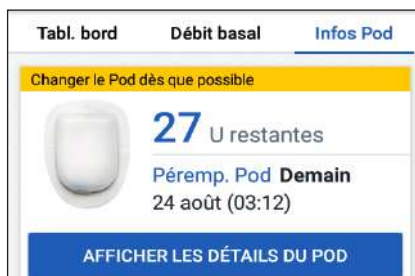 Tabl. bord Débit basal Infos Pod
Changer le Pod dès que possible
27 U restantes
Péremp. Pod Demain
24 août (03:12)
AFFICHER LES DÉTAILS DU POD